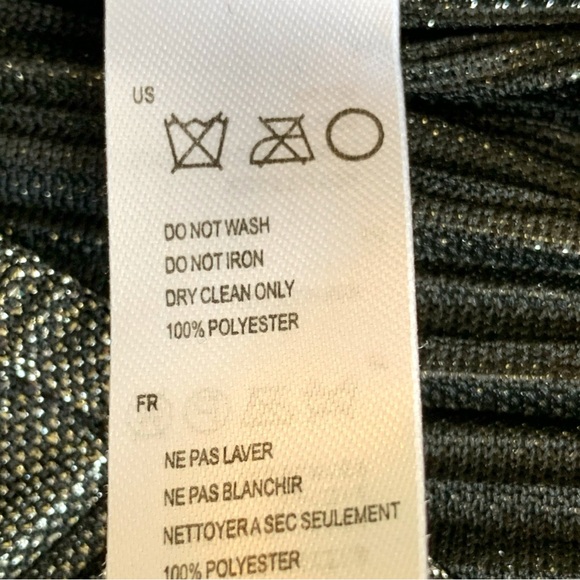 US
DO NOT WASH
DO NOT IRON
DRY CLEAN ONLY
100% POLYESTER
FR
NE PAS LAVER
NE PAS BLANCHIR
NETTOYER A SEC SEULEMENT
100% POLYESTER